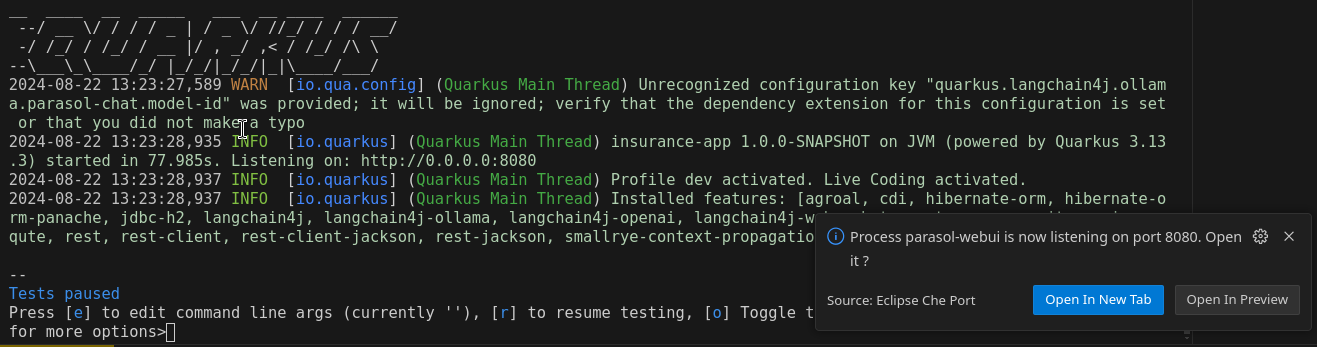 __  ____  __  _____   ___  __ ____  ______
 --/ __ \/ / / / _ | / _ \/ //_/ / / / __/
 -/ /_/ / /_/ / __ |/ , _/ ,< / /_/ /\ \
--\___\_\____/_/ |_/_/|_/_/|_|\____/___/
2024-08-22 13:23:27,589 WARN  [io.qua.config] (Quarkus Main Thread) Unrecognized configuration key "quarkus.langchain4j.ollam
a.parasol-chat.model-id" was provided; it will be ignored; verify that the dependency extension for this configuration is set
 or that you did not make a typo
2024-08-22 13:23:28,935 INFO  [io.quarkus] (Quarkus Main Thread) insurance-app 1.0.0-SNAPSHOT on JVM (powered by Quarkus 3.13
.3) started in 77.985s. Listening on: http://0.0.0.0:8080
2024-08-22 13:23:28,937 INFO  [io.quarkus] (Quarkus Main Thread) Profile dev activated. Live Coding activated.
2024-08-22 13:23:28,937 INFO  [io.quarkus] (Quarkus Main Thread) Installed features: [agroal, cdi, hibernate-orm, hibernate-o
rm-panache, jdbc-h2, langchain4j, langchain4j-ollama, langchain4j-openai, langchain4j-w
qute, rest, rest-client, rest-client-jackson, rest-jackson, smallrye-context-propagatio
--
Tests paused
Press [e] to edit command line args (currently ''), [r] to resume testing, [o] Toggle t
for more options>
Process parasol-webui is now listening on port 8080. Open
it ?
Source: Eclipse Che Port
Open In New Tab
Open In Preview